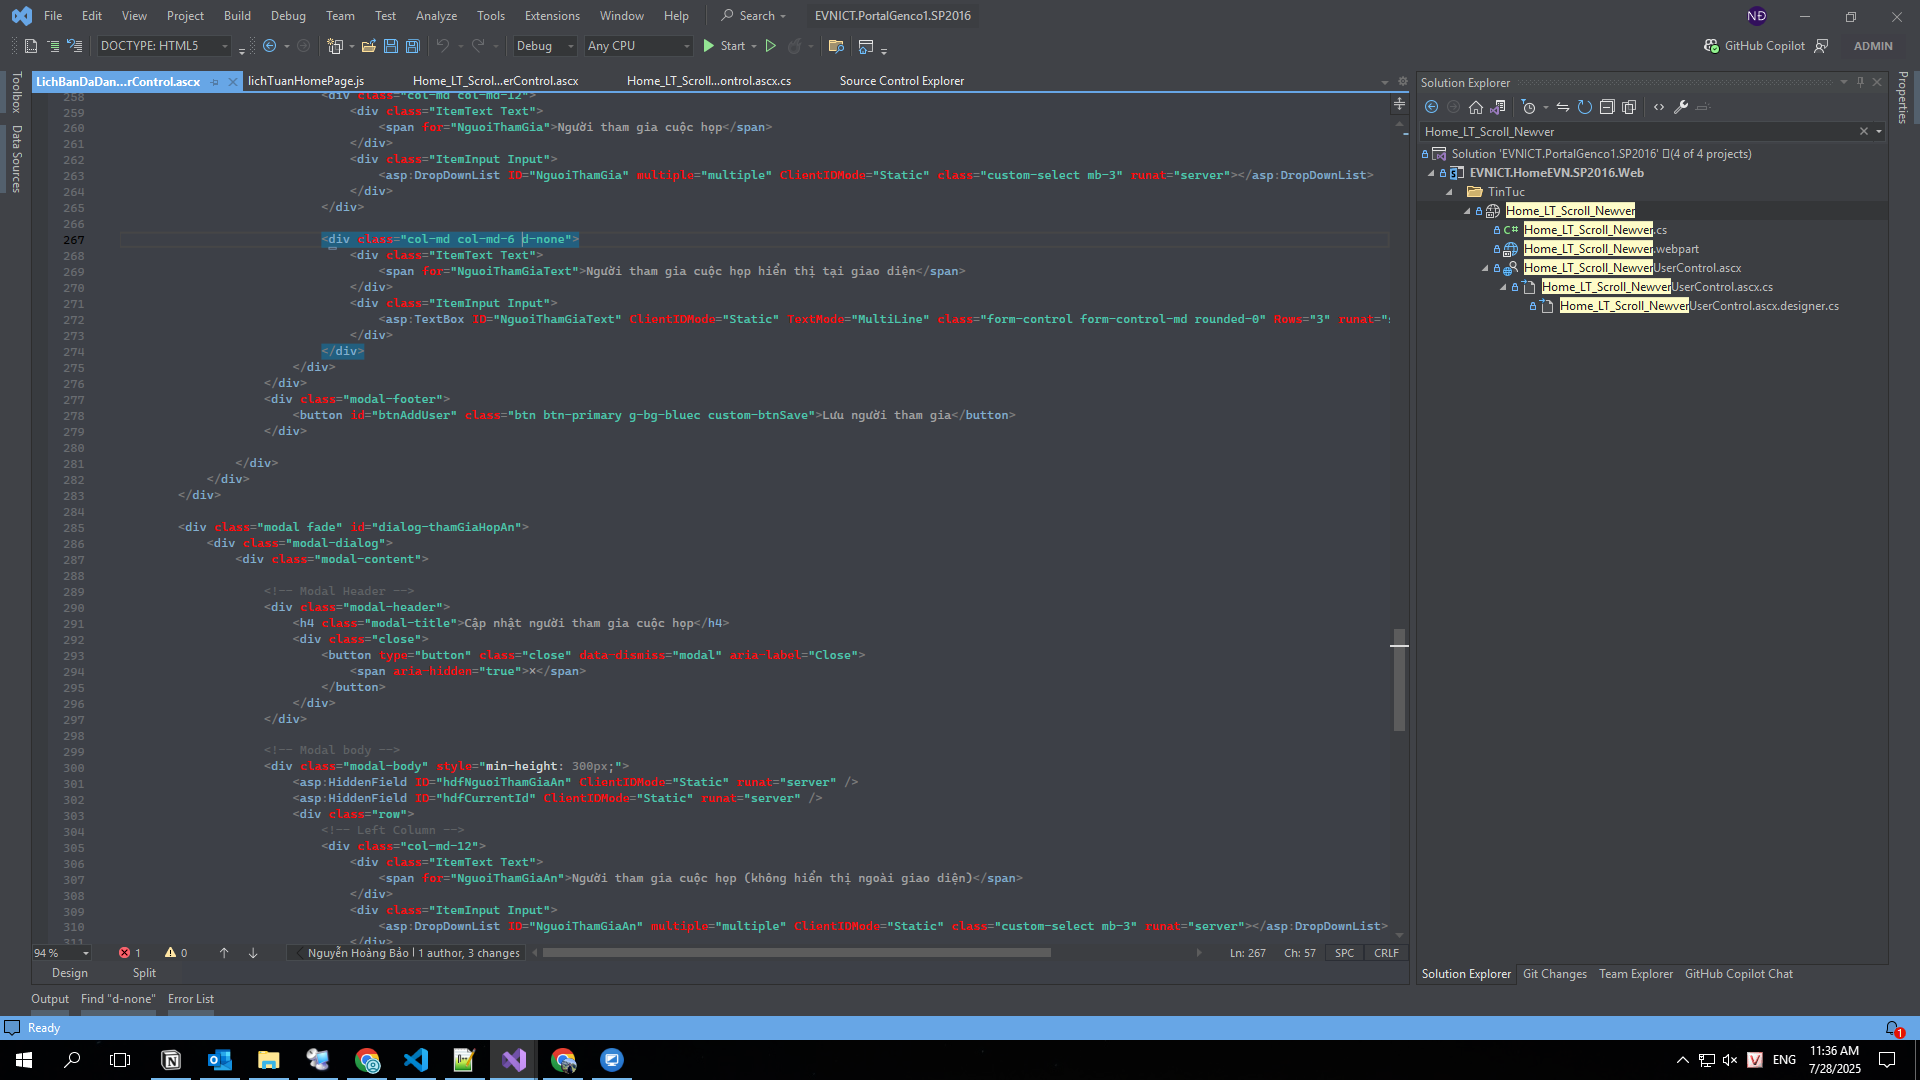 File Edit View Project Build Debug Team Test Analyze Tools Extensions Window Help Search EVNICT.PortalGenco1.SP2016 NĐ
DOCTYPE: HTML5 Debug Any CPU Start GitHub Copilot ADMIN
LichBanDaDan...rControl.ascx lichTuanHomePage.js Home_LT_Scrol...erControl.ascx Home_LT_Scroll...ontrol.ascx.cs Source Control Explorer
Toolbox
Data Sources
258 <div class="col-md col-md-12">
259 <div class="ItemText Text">
260 <span for="NguoiThamGia">Người tham gia cuộc họp</span>
261 </div>
262 <div class="ItemInput Input">
263 <asp:DropDownList ID="NguoiThamGia" multiple="multiple" ClientIDMode="Static" class="custom-select mb-3" runat="server"></asp:DropDownList>
264 </div>
265 </div>
266
267 <div class="col-md col-md-6 d-none">
268 <div class="ItemText Text">
269 <span for="NguoiThamGiaText">Người tham gia cuộc họp hiển thị tại giao diện</span>
270 </div>
271 <div class="ItemInput Input">
272 <asp:TextBox ID="NguoiThamGiaText" ClientIDMode="Static" TextMode="MultiLine" class="form-control form-control-md rounded-0" Rows="3" runat="s
273 </div>
274 </div>
275 </div>
276 </div>
277 <div class="modal-footer">
278 <button id="btnAddUser" class="btn btn-primary g-bg-bluec custom-btnSave">Lưu người tham gia</button>
279 </div>
280
281 </div>
282 </div>
283 </div>
284
285 <div class="modal fade" id="dialog-thamGiaHopAn">
286 <div class="modal-dialog">
287 <div class="modal-content">
288
289 <!-- Modal Header -->
290 <div class="modal-header">
291 <h4 class="modal-title">Cập nhật người tham gia cuộc họp</h4>
292 <div class="close">
293 <button type="button" class="close" data-dismiss="modal" aria-label="Close">
294 <span aria-hidden="true">×</span>
295 </button>
296 </div>
297 </div>
298
299 <!-- Modal body -->
300 <div class="modal-body" style="min-height: 300px;">
301 <asp:HiddenField ID="hdfNguoiThamGiaAn" ClientIDMode="Static" runat="server" />
302 <asp:HiddenField ID="hdfCurrentId" ClientIDMode="Static" runat="server" />
303 <div class="row">
304 <!-- Left Column -->
305 <div class="col-md-12">
306 <div class="ItemText Text">
307 <span for="NguoiThamGiaAn">Người tham gia cuộc họp (không hiển thị ngoài giao diện)</span>
308 </div>
309 <div class="ItemInput Input">
310 <asp:DropDownList ID="NguoiThamGiaAn" multiple="multiple" ClientIDMode="Static" class="custom-select mb-3" runat="server"></asp:DropDownList>
311 </div>
94 % 1 0 Nguyễn Hoàng Bảo | 1 author, 3 changes Ln: 267 Ch: 57 SPC CRLF
Design Split
Output Find "d-none" Error List
Ready
Solution Explorer
Home_LT_Scroll_Newver
Solution 'EVNICT.PortalGenco1.SP2016' (4 of 4 projects)
EVNICT.HomeEVN.SP2016.Web
TinTuc
Home_LT_Scroll_Newver
C# Home_LT_Scroll_Newver.cs
Home_LT_Scroll_Newver.webpart
Home_LT_Scroll_NewverUserControl.ascx
Home_LT_Scroll_NewverUserControl.ascx.cs
Home_LT_Scroll_NewverUserControl.ascx.designer.cs
Solution Explorer Git Changes Team Explorer GitHub Copilot Chat
Properties
1
V ENG 11:36 AM
7/28/2025